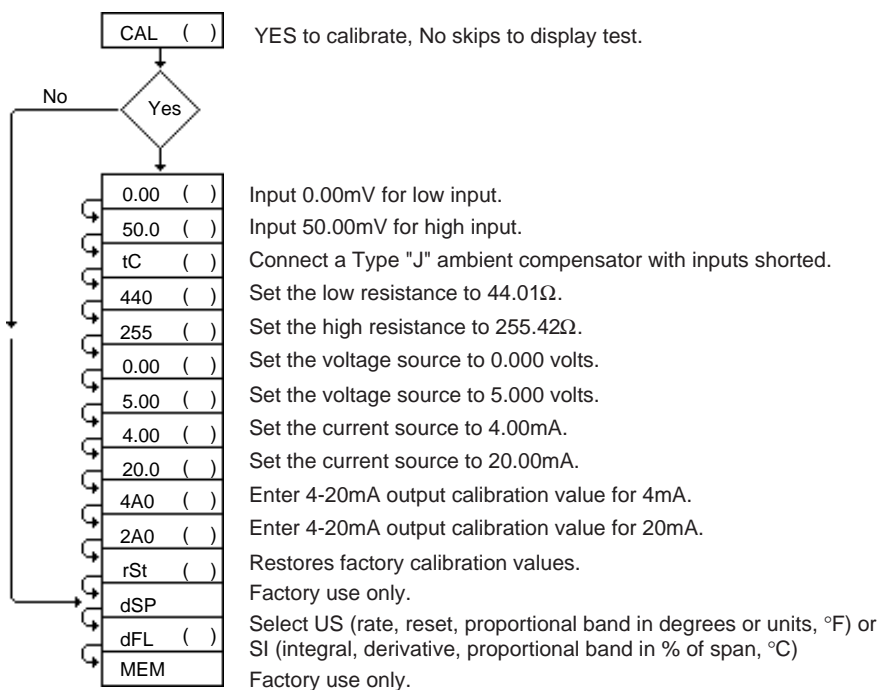 CAL ( ) YES to calibrate, No skips to display test.
No
Yes
0.00 ( ) Input 0.00mV for low input.
50.0 ( ) Input 50.00mV for high input.
tC ( ) Connect a Type "J" ambient compensator with inputs shorted.
440 ( ) Set the low resistance to 44.01Ω.
255 ( ) Set the high resistance to 255.42Ω.
0.00 ( ) Set the voltage source to 0.000 volts.
5.00 ( ) Set the voltage source to 5.000 volts.
4.00 ( ) Set the current source to 4.00mA.
20.0 ( ) Set the current source to 20.00mA.
4A0 ( ) Enter 4-20mA output calibration value for 4mA.
2A0 ( ) Enter 4-20mA output calibration value for 20mA.
rSt ( ) Restores factory calibration values.
dSP Factory use only.
dFL ( ) Select US (rate, reset, proportional band in degrees or units, °F) or
SI (integral, derivative, proportional band in % of span, °C)
MEM Factory use only.